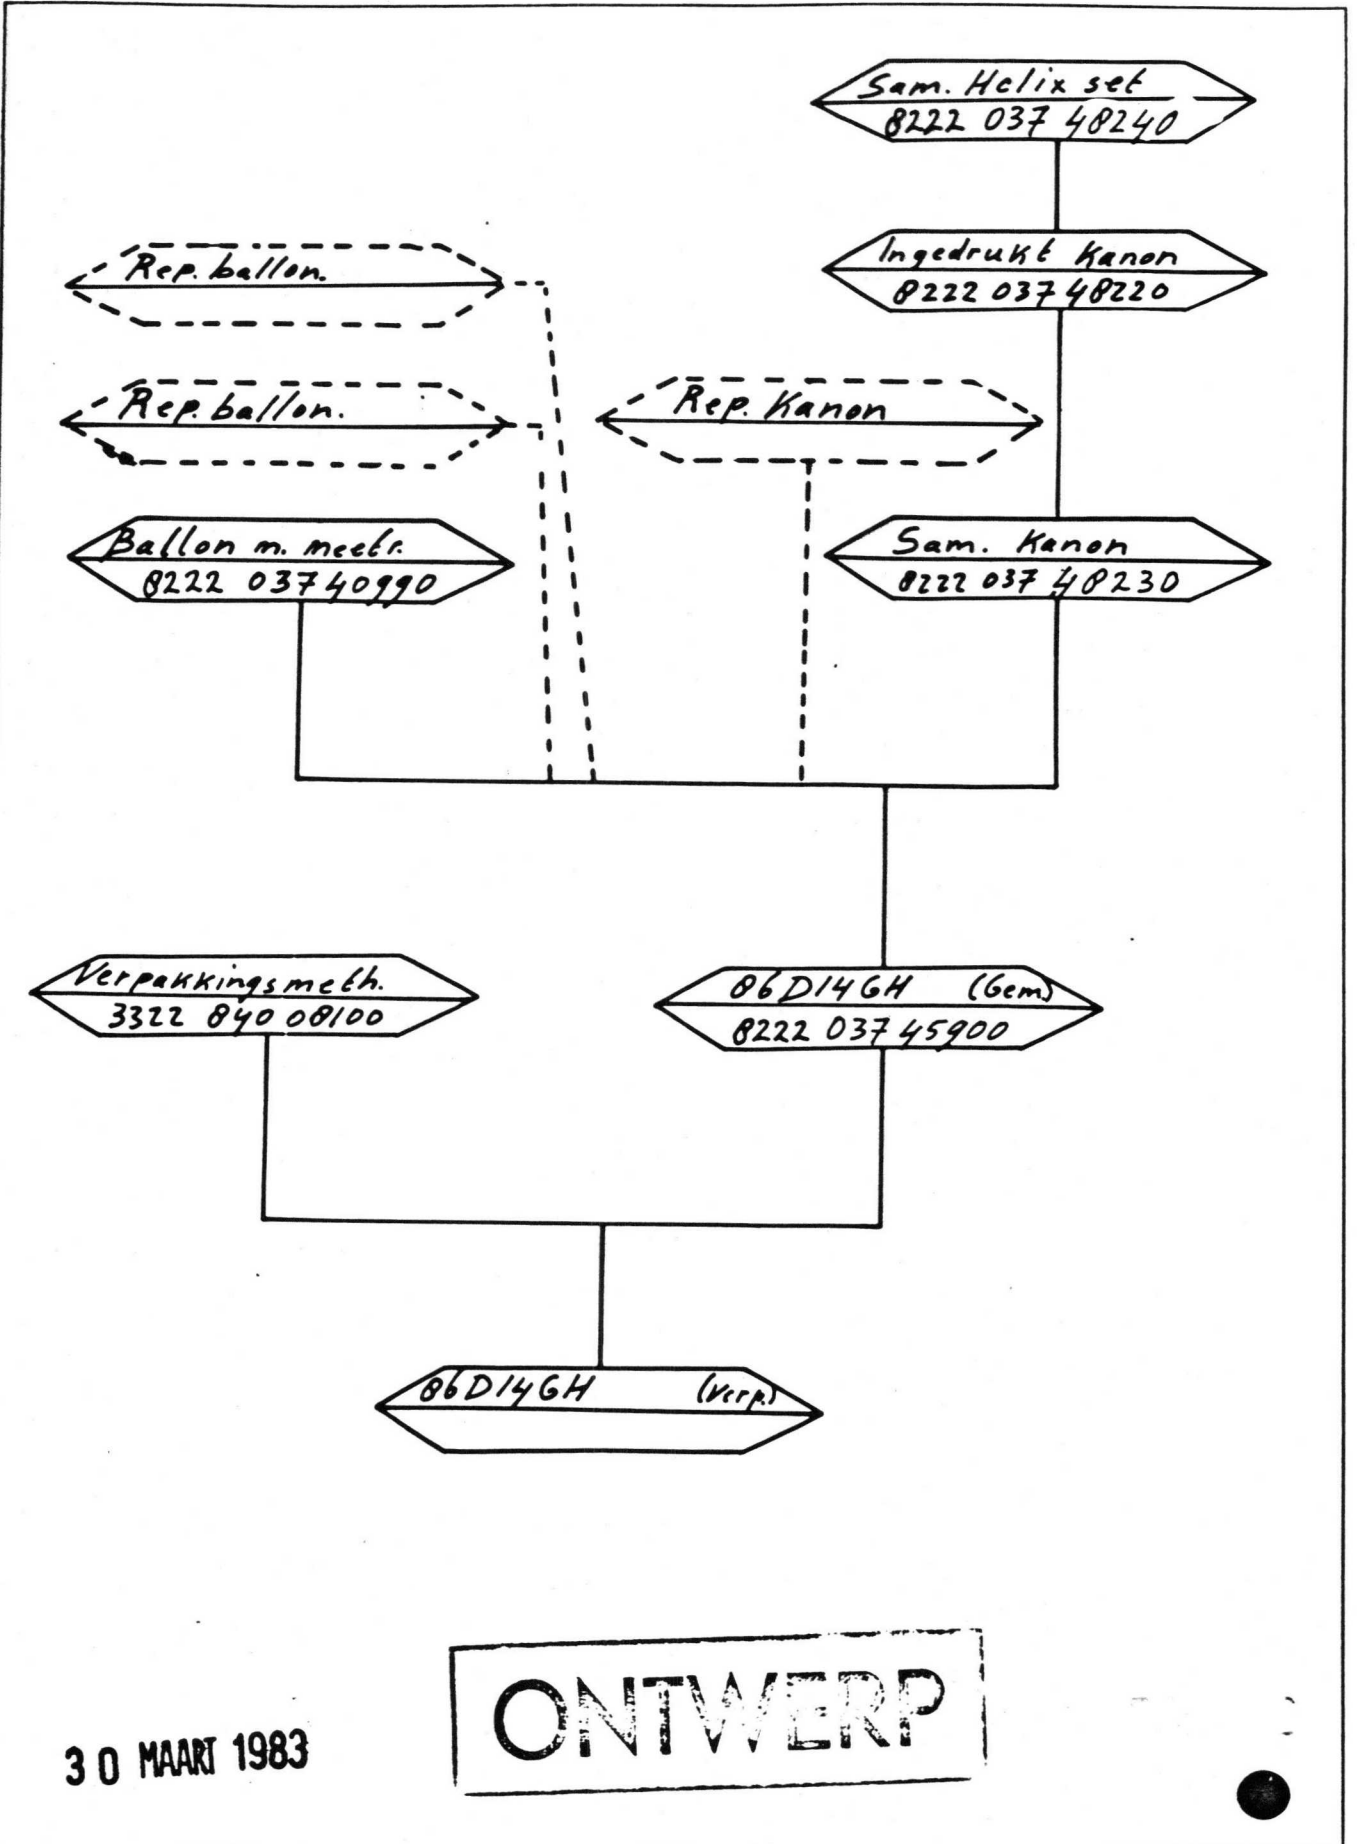 Sam. Helix set
8222 037 48240
Ingedrukt Kanon
8222 037 48220
Rep. ballon.
Rep. ballon.
Rep. Kanon
Ballon m. meetr.
8222 037 40990
Sam. Kanon
8222 037 48230
Verpakkingsmeth.
3322 840 08100
86D14GH (Gem)
8222 037 45900
86D14GH (Verp.)
ONTWERP
30 MAART 1983